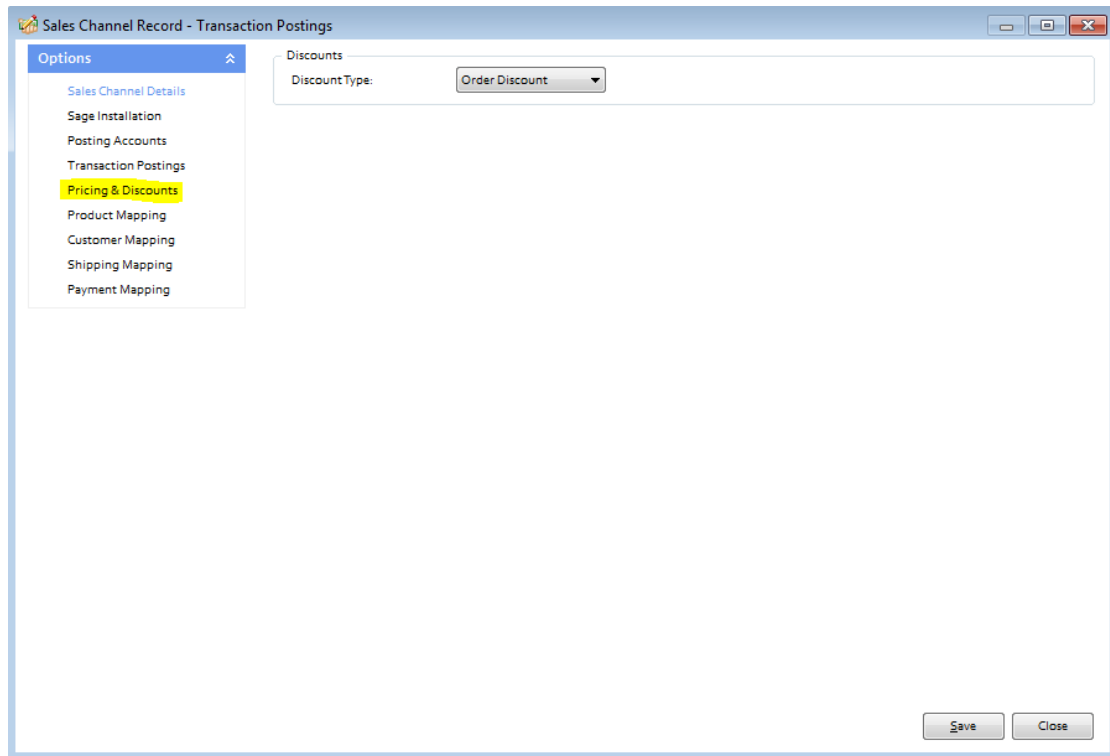 Sales Channel Record - Transaction Postings
Options
Sales Channel Details
Sage Installation
Posting Accounts
Transaction Postings
Pricing & Discounts
Product Mapping
Customer Mapping
Shipping Mapping
Payment Mapping
Discounts
Discount Type: Order Discount
Save Close